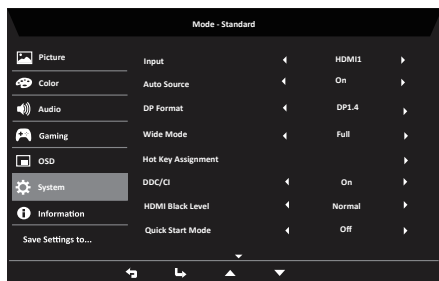 Mode - Standard
Picture
Color
Audio
Gaming
OSD
System
Information
Save Settings to...
Input HDMI1
Auto Source On
DP Format DP1.4
Wide Mode Full
Hot Key Assignment
DDC/CI On
HDMI Black Level Normal
Quick Start Mode Off